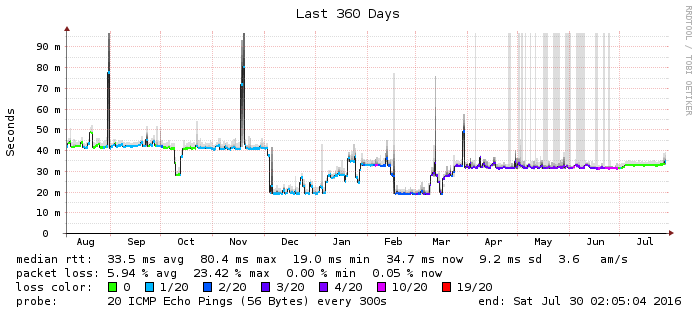 Last 360 Days
RRDTOOL / TOBI OETIKER
Seconds
90 m
80 m
70 m
60 m
50 m
40 m
30 m
20 m
10 m
0
Aug Sep Oct Nov Dec Jan Feb Mar Apr May Jun Jul
median rtt: 33.5 ms avg 80.4 ms max 19.0 ms min 34.7 ms now 9.2 ms sd 3.6 am/s
packet loss: 5.94 % avg 23.42 % max 0.00 % min 0.05 % now
loss color: 0 1/20 2/20 3/20 4/20 10/20 19/20
probe: 20 ICMP Echo Pings (56 Bytes) every 300s end: Sat Jul 30 02:05:04 2016